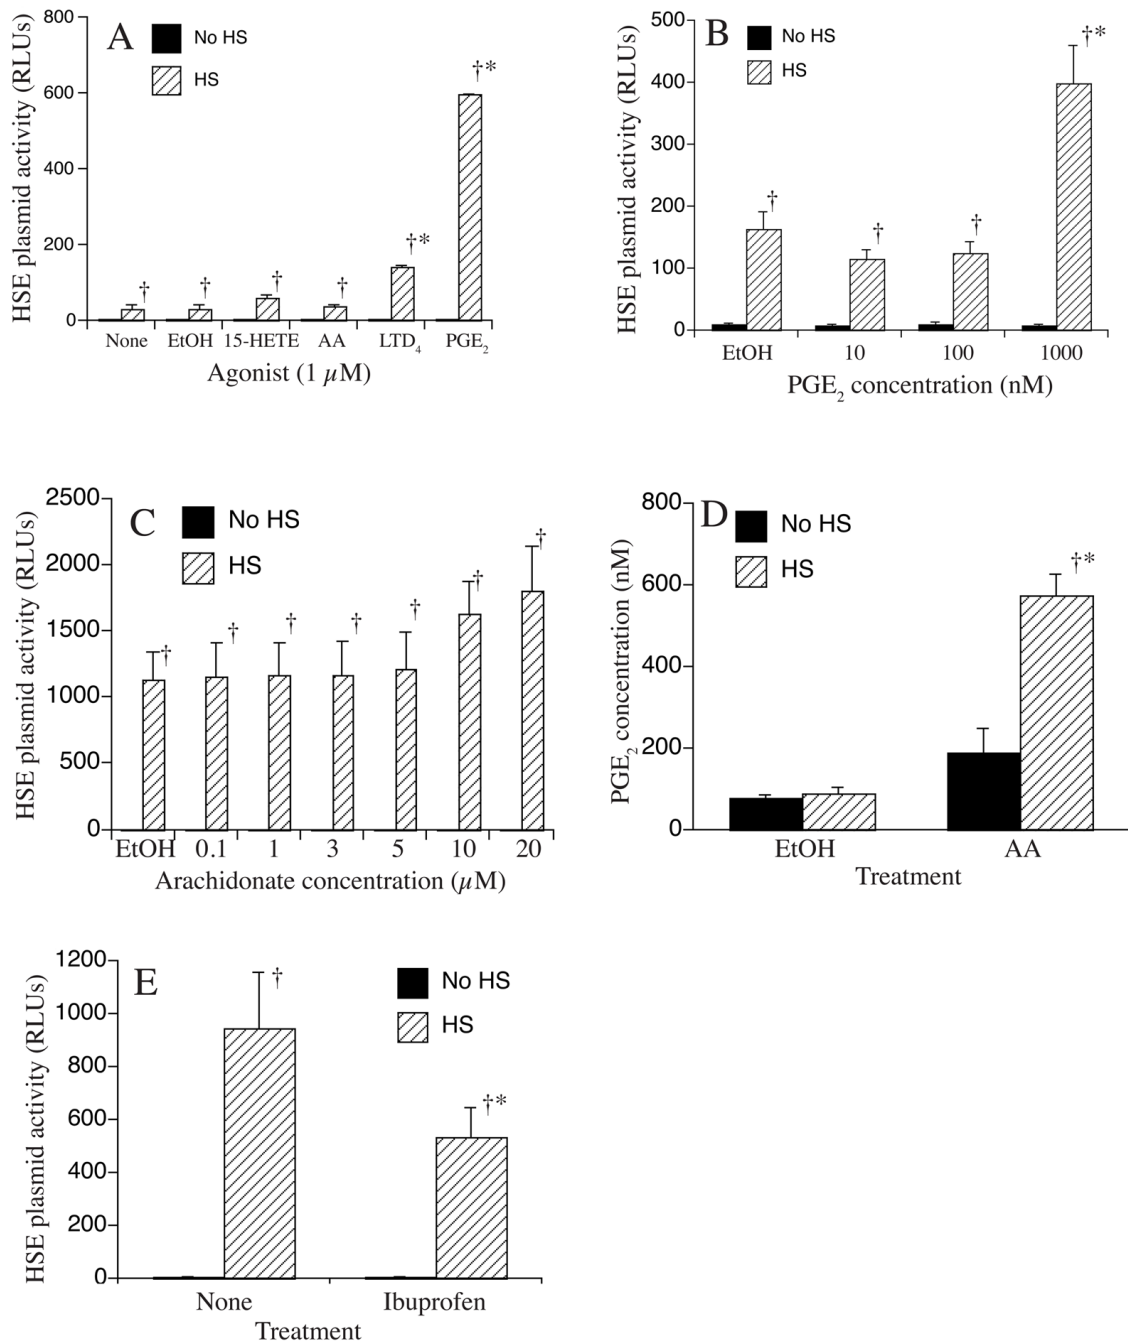 A
No HS
HS
HSE plasmid activity (RLUs)
800
600
400
200
0
†
†
†
†
†*
†*
None EtOH 15-HETE AA LTD4 PGE2
Agonist (1 µM)
B
No HS
HS
HSE plasmid activity (RLUs)
500
400
300
200
100
0
†
†
†
†*
EtOH 10 100 1000
PGE2 concentration (nM)
C
No HS
HS
HSE plasmid activity (RLUs)
2500
2000
1500
1000
500
0
†
†
†
†
†
†
†
EtOH 0.1 1 3 5 10 20
Arachidonate concentration (µM)
D
No HS
HS
PGE2 concentration (nM)
800
600
400
200
0
†*
EtOH AA
Treatment
E
No HS
HS
HSE plasmid activity (RLUs)
1200
1000
800
600
400
200
0
†
†*
None Ibuprofen
Treatment